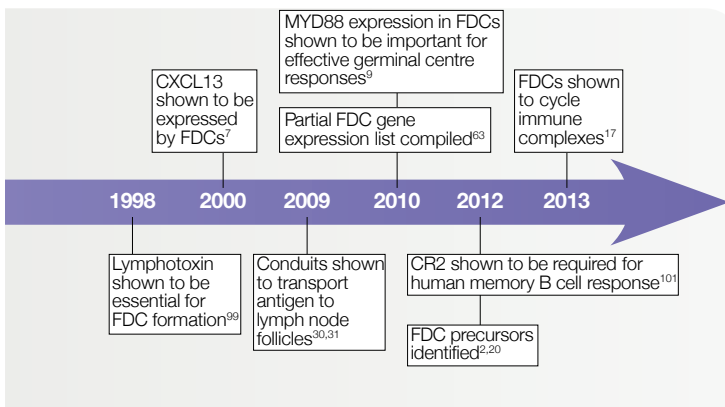 MYD88 expression in FDCs
shown to be important for
effective germinal centre
responses9
CXCL13
shown to be
expressed
by FDCs7
Partial FDC gene
expression list compiled63
FDCs shown
to cycle
immune
complexes17
1998 2000 2009 2010 2012 2013
Lymphotoxin
shown to be
essential for
FDC formation99
Conduits shown
to transport
antigen to
lymph node
follicles30,31
CR2 shown to be required for
human memory B cell response101
FDC precursors
identified2,20